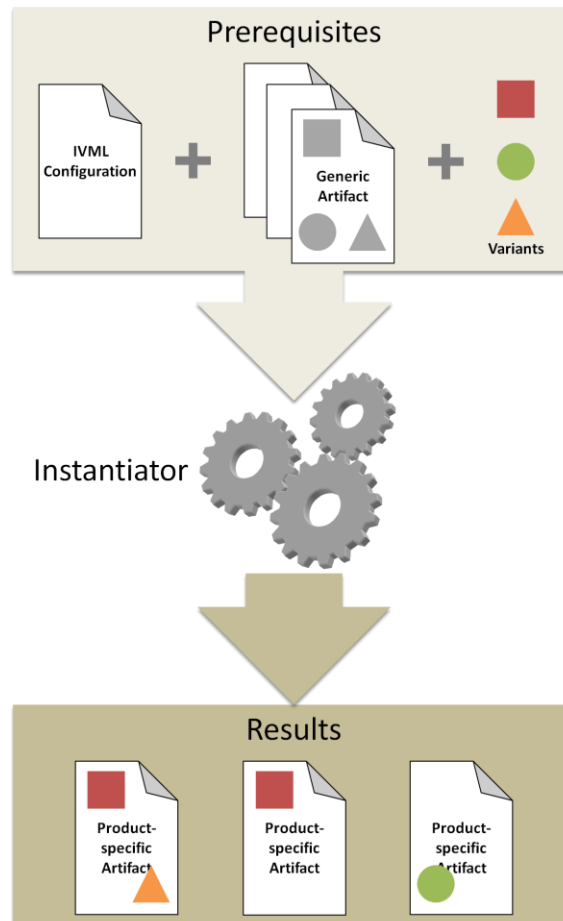 Prerequisites
IVML
Configuration
Generic
Artifact
Variants
Instantiator
Results
Product-
specific
Artifact
Product-
specific
Artifact
Product-
specific
Artifact